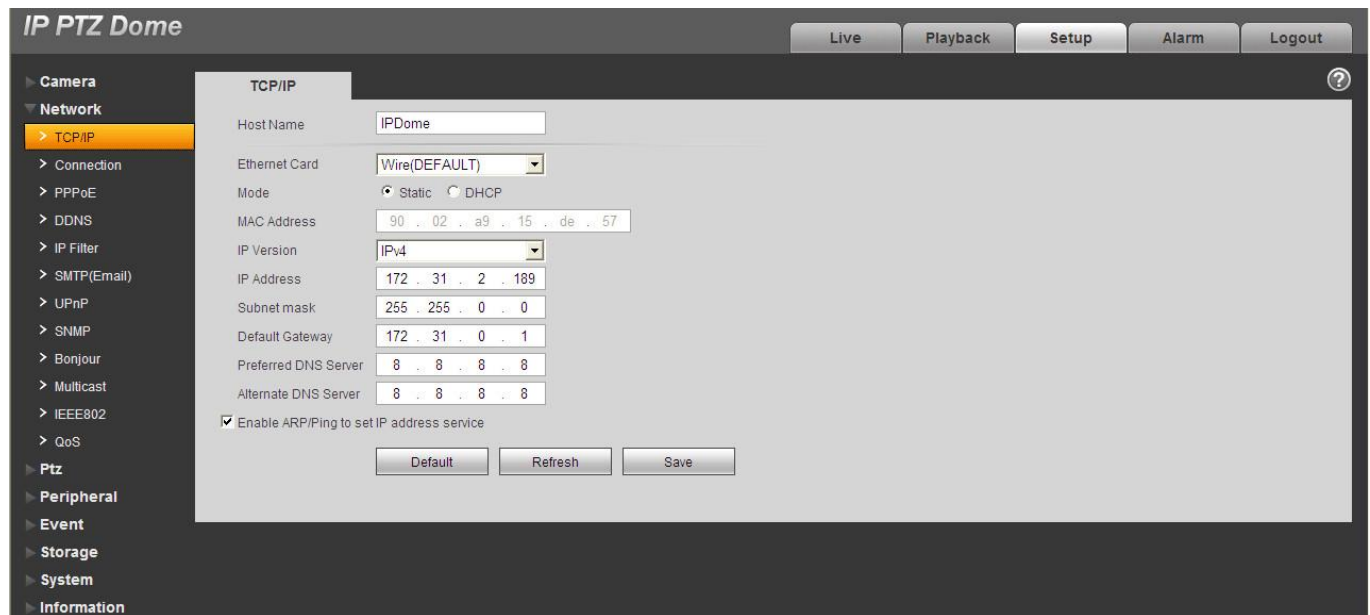 IP PTZ Dome
Live Playback Setup Alarm Logout
Camera
Network
> TCP/IP
> Connection
> PPPoE
> DDNS
> IP Filter
> SMTP(Email)
> UPnP
> SNMP
> Bonjour
> Multicast
> IEEE802
> QoS
Ptz
Peripheral
Event
Storage
System
Information
TCP/IP
?
Host Name IPDome
Ethernet Card Wire(DEFAULT)
Mode Static DHCP
MAC Address 90 . 02 . a9 . 15 . de . 57
IP Version IPv4
IP Address 172 . 31 . 2 . 189
Subnet mask 255 . 255 . 0 . 0
Default Gateway 172 . 31 . 0 . 1
Preferred DNS Server 8 . 8 . 8 . 8
Alternate DNS Server 8 . 8 . 8 . 8
Enable ARP/Ping to set IP address service
Default Refresh Save